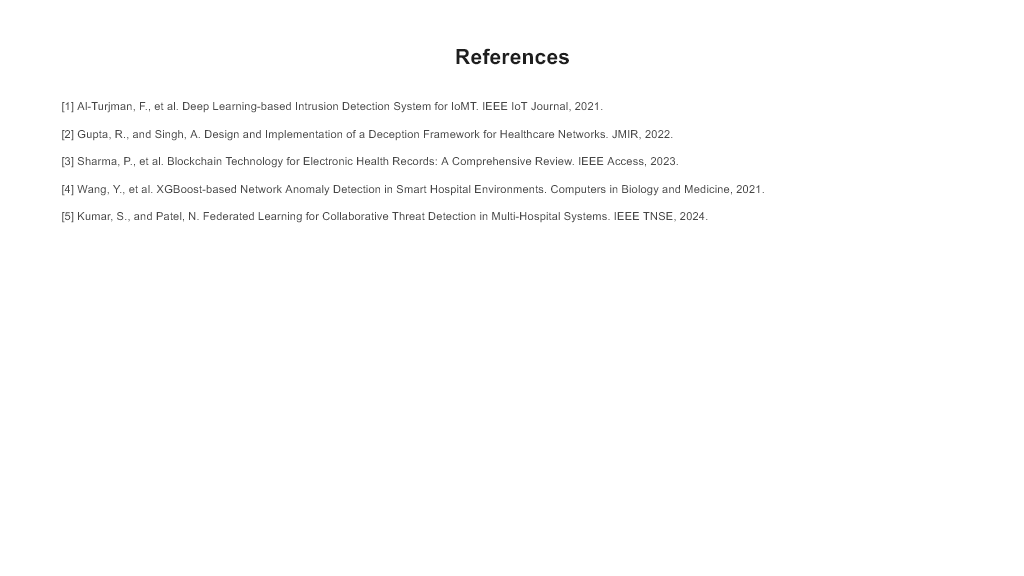 References
[1] Al-Turjman, F., et al. Deep Learning-based Intrusion Detection System for IoMT. IEEE IoT Journal, 2021.
[2] Gupta, R., and Singh, A. Design and Implementation of a Deception Framework for Healthcare Networks. JMIR, 2022.
[3] Sharma, P., et al. Blockchain Technology for Electronic Health Records: A Comprehensive Review. IEEE Access, 2023.
[4] Wang, Y., et al. XGBoost-based Network Anomaly Detection in Smart Hospital Environments. Computers in Biology and Medicine, 2021.
[5] Kumar, S., and Patel, N. Federated Learning for Collaborative Threat Detection in Multi-Hospital Systems. IEEE TNSE, 2024.